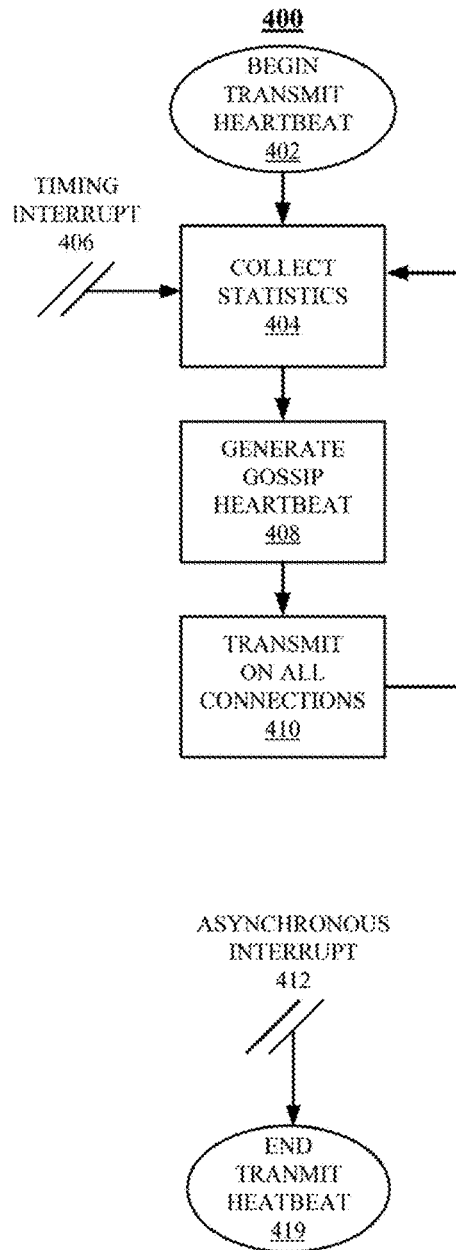 400
BEGIN
TRANSMIT
HEARTBEAT
402
TIMING
INTERRUPT
406
COLLECT
STATISTICS
404
GENERATE
GOSSIP
HEARTBEAT
408
TRANSMIT
ON ALL
CONNECTIONS
410
ASYNCHRONOUS
INTERRUPT
412
END
TRANMIT
HEATBEAT
419